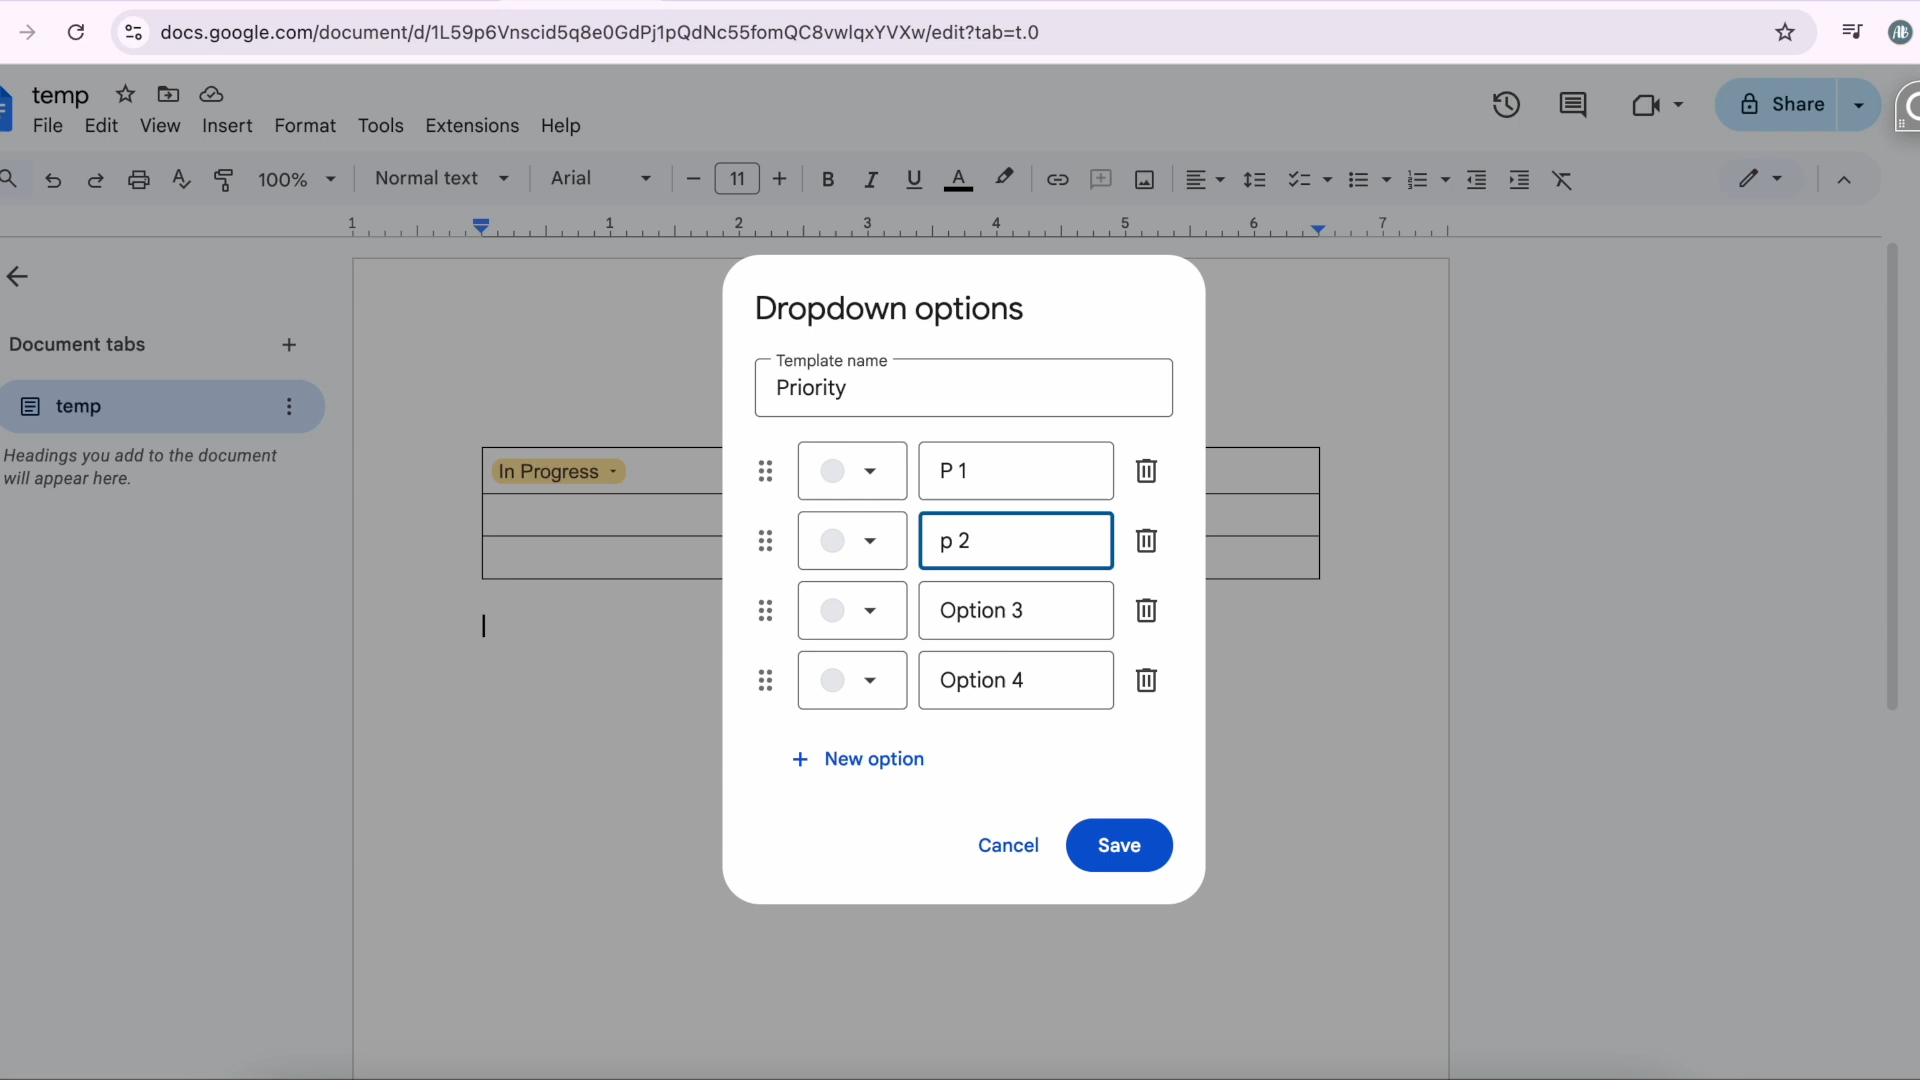 docs.google.com/document/d/1L59p6Vnscid5q8e0GdPj1pQdNc55fomQC8vwlqxYVXw/edit?tab=t.0
temp
File Edit View Insert Format Tools Extensions Help
Share
100% Normal text Arial 11
1 1 2 3 4 5 6 7
Document tabs
temp
Headings you add to the document
will appear here.
In Progress
Dropdown options
Template name
Priority
P 1
p 2
Option 3
Option 4
New option
Cancel Save